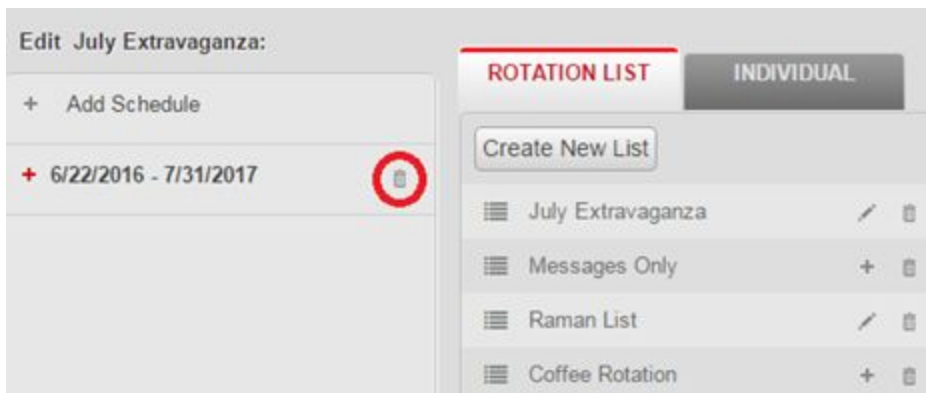 Edit July Extravaganza:
+ Add Schedule
+ 6/22/2016 - 7/31/2017
ROTATION LIST
INDIVIDUAL
Create New List
July Extravaganza
Messages Only +
Raman List
Coffee Rotation +